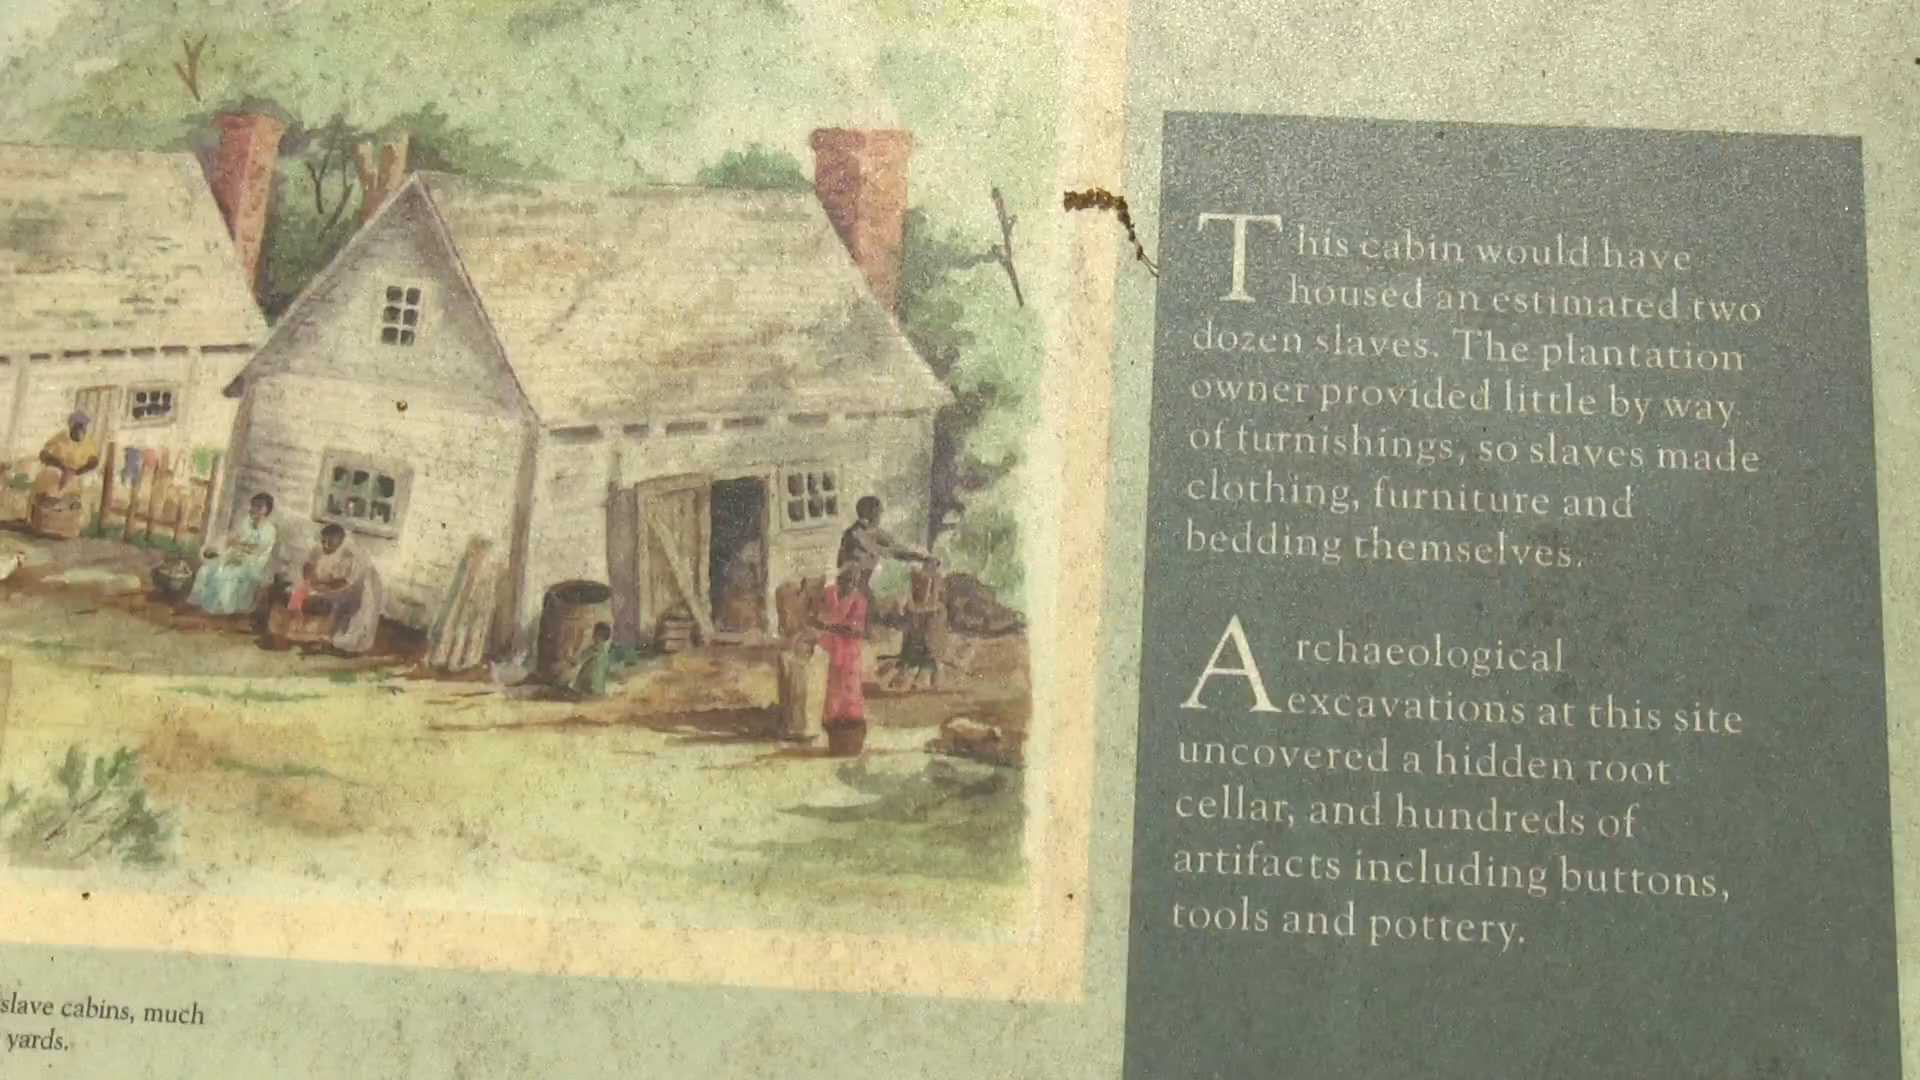 This cabin would have
housed an estimated two
dozen slaves. The plantation
owner provided little by way
of furnishings, so slaves made
clothing, furniture and
bedding themselves.
Archaeological
excavations at this site
uncovered a hidden root
cellar, and hundreds of
artifacts including buttons,
tools and pottery.
slave cabins, much
yards.